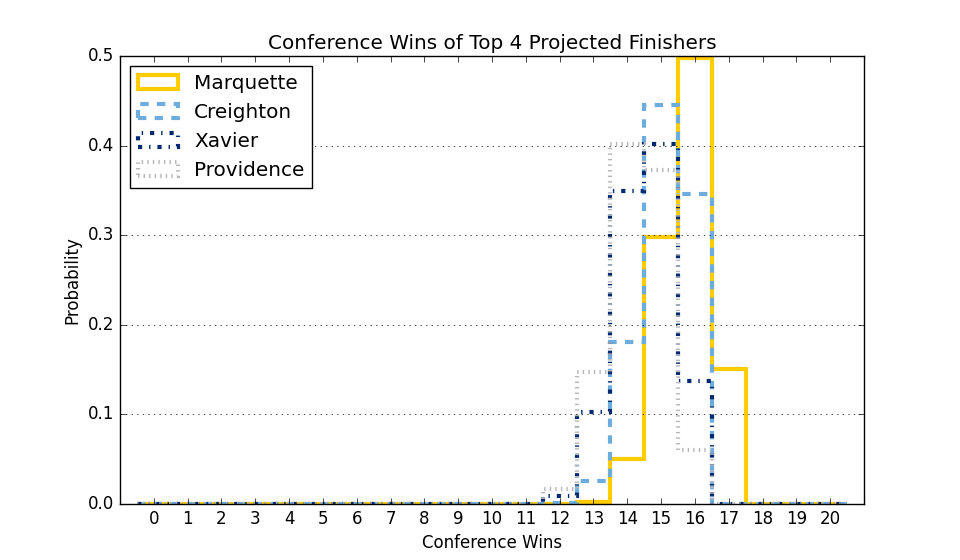 Conference Wins of Top 4 Projected Finishers
Marquette
Creighton
Xavier
Providence
0.5
0.4
0.3
0.2
0.1
0.0
Probability
0 1 2 3 4 5 6 7 8 9 10 11 12 13 14 15 16 17 18 19 20
Conference Wins